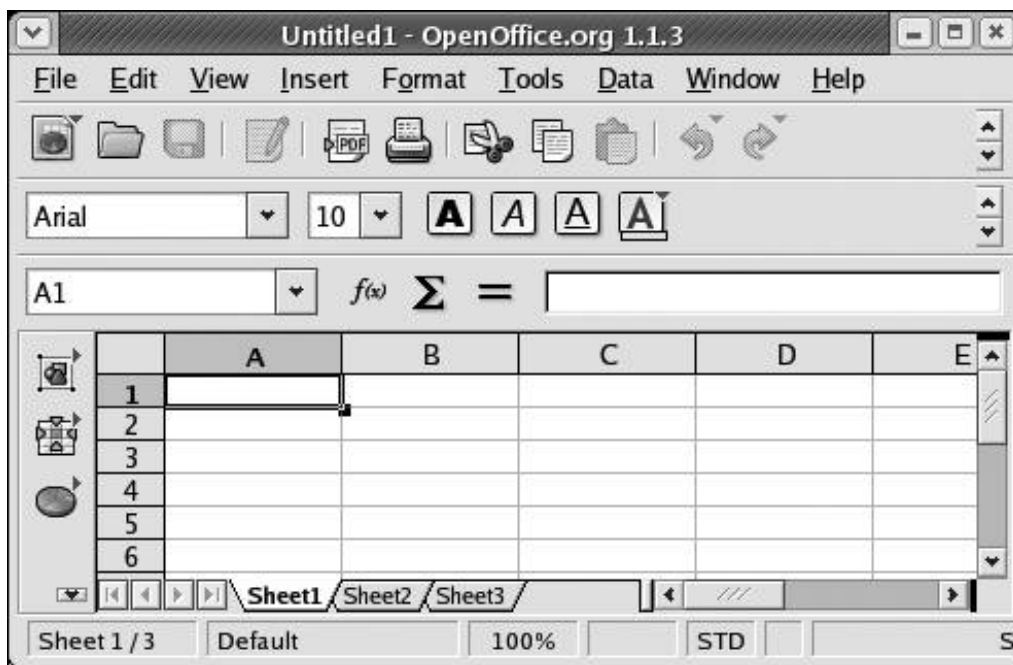 Untitled1 - OpenOffice.org 1.1.3
File Edit View Insert Format Tools Data Window Help
PDF
Arial 10 A A A A
A1 f(x) Σ =
A B C D E
1
2
3
4
5
6
Sheet1 Sheet2 Sheet3
Sheet 1 / 3 Default 100% STD S